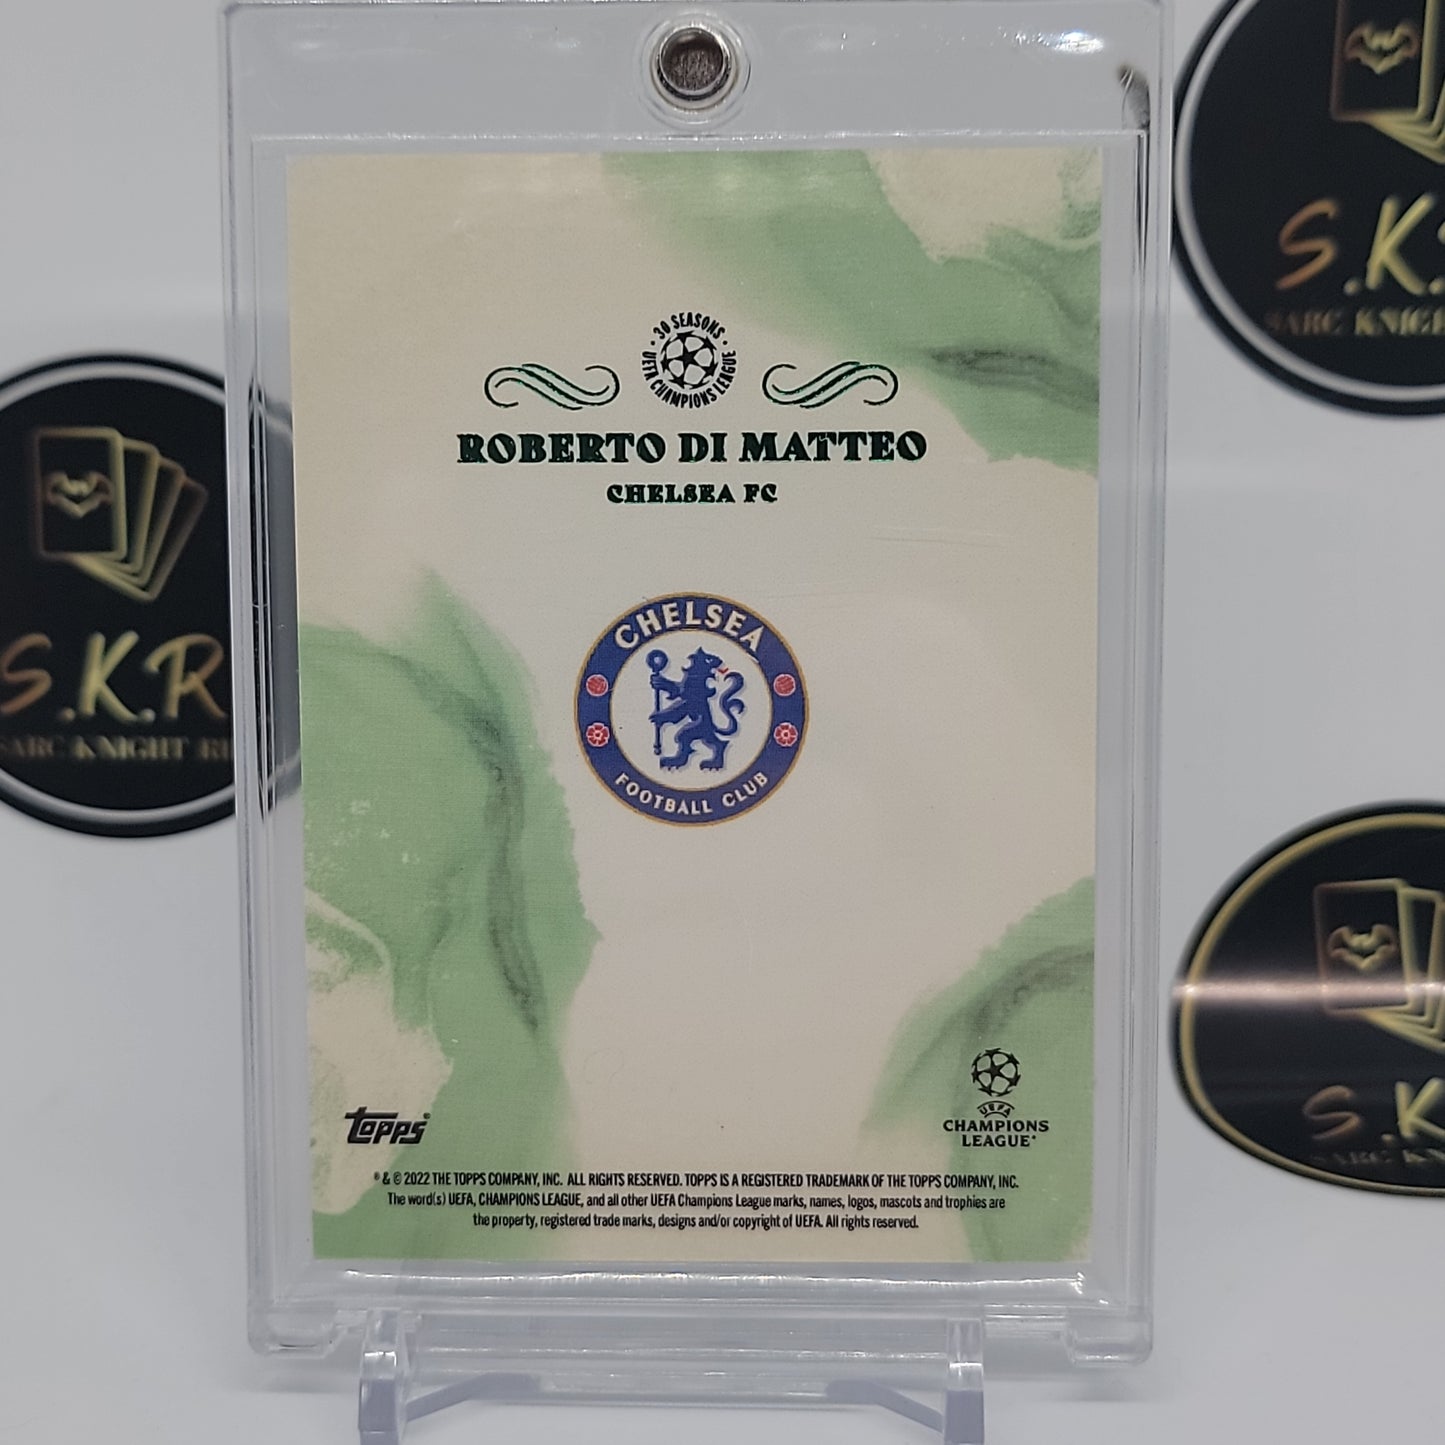 30 SEASONS
UEFA CHAMPIONS LEAGUE
ROBERTO DI MATTEO
CHELSEA FC
CHELSEA
FOOTBALL CLUB
topps®
UEFA
CHAMPIONS
LEAGUE®
® & © 2022 THE TOPPS COMPANY, INC. ALL RIGHTS RESERVED. TOPPS IS A REGISTERED TRADEMARK OF THE TOPPS COMPANY, INC.
The word(s) UEFA, CHAMPIONS LEAGUE, and all other UEFA Champions League marks, names, logos, mascots and trophies are
the property, registered trade marks, designs and/or copyright of UEFA. All rights reserved.
S.K.R
SARC KNIGHT
S.K.
SARC
S.K